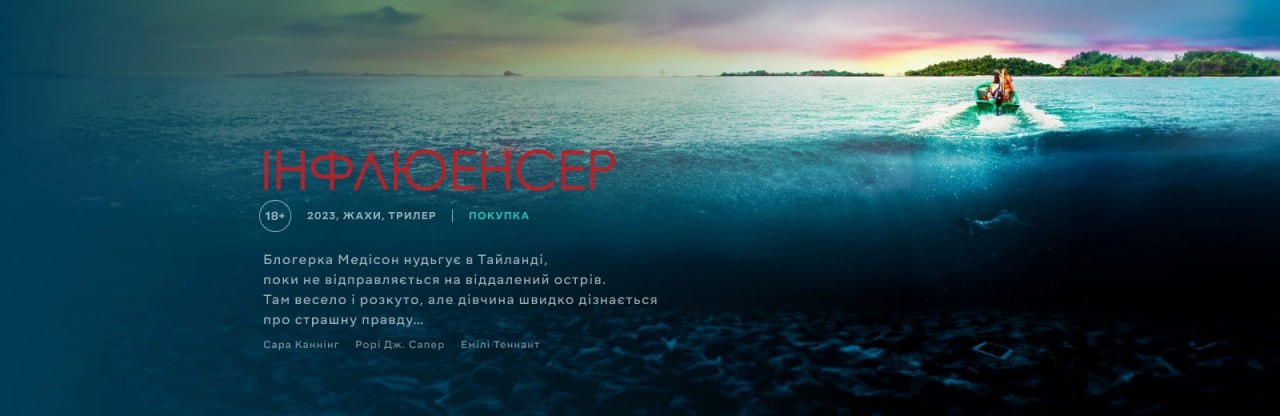 ІНФЛЮЕНСЕР
18+ 2023, ЖАХИ, ТРИЛЕР | ПОКУПКА
Блогерка Медісон нудьгує в Тайланді,
поки не відправляється на віддалений острів.
Там весело і розкуто, але дівчина швидко дізнається
про страшну правду...
Сара Каннінг Рорі Дж. Сапер Емілі Теннант